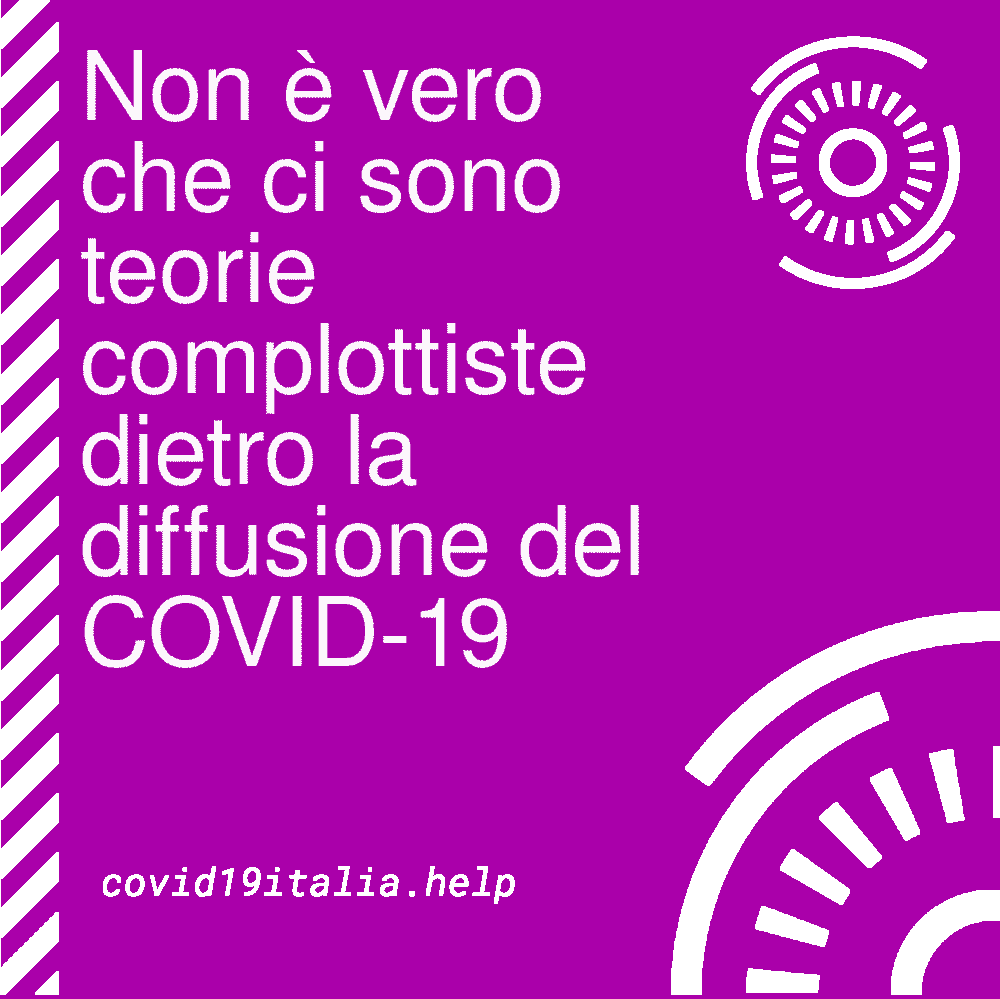 Non è vero
che ci sono
teorie
complottiste
dietro la
diffusione del
COVID-19
covid19italia.help